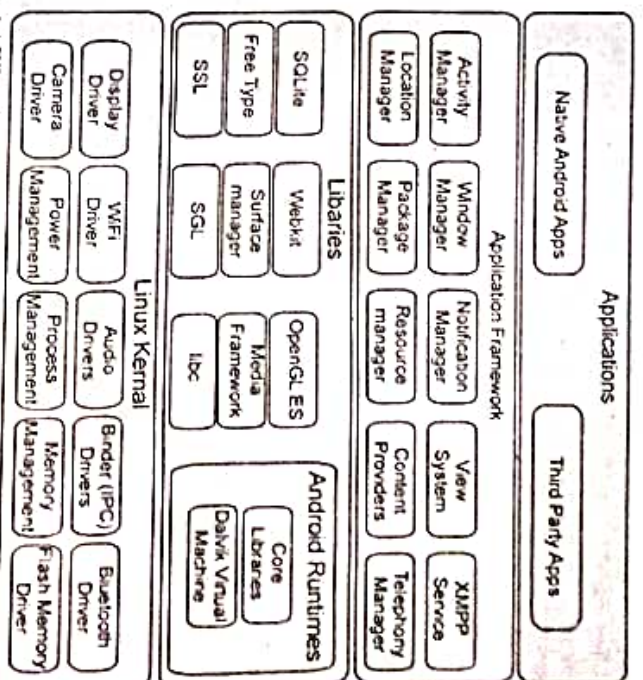 Applications
Native Android Apps
Third Party Apps
Application Framework
Activity
Manager
Window
Manager
Notification
Manager
View
System
XMPP
Service
Location
Manager
Package
Manager
Resource
manager
Content
Providers
Telephony
Manager
Libaries
SQLite
Webkit
OpenGL ES
Free Type
Surface
manager
Media
Framework
SSL
SGL
libc
Android Runtimes
Core
Libraries
Dalvik Virtual
Machine
Linux Kernal
Display
Driver
WiFi
Driver
Audio
Drivers
Binder (IPC)
Drivers
Bluetooth
Driver
Camera
Driver
Power
Management
Process
Management
Memory
Management
Flash Memory
Driver